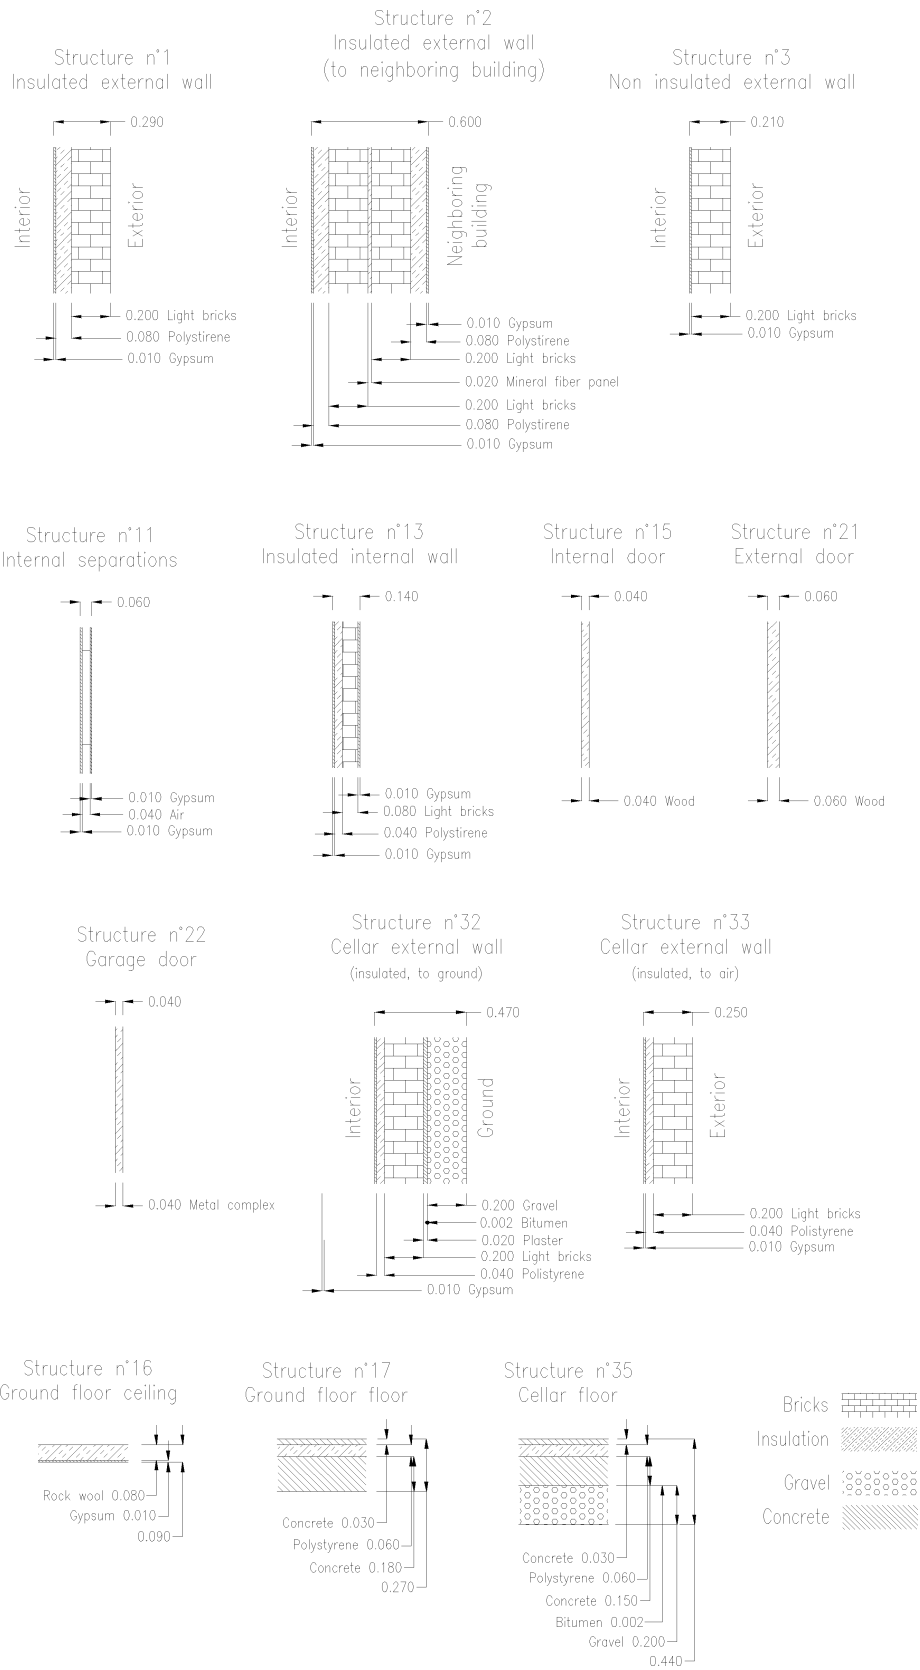 Structure n°1
Insulated external wall
0.290
Interior
Exterior
0.200 Light bricks
0.080 Polystirene
0.010 Gypsum
Structure n°2
Insulated external wall
(to neighboring building)
0.600
Interior
Neighboring
building
0.010 Gypsum
0.080 Polystirene
0.200 Light bricks
0.020 Mineral fiber panel
0.200 Light bricks
0.080 Polystirene
0.010 Gypsum
Structure n°3
Non insulated external wall
0.210
Interior
Exterior
0.200 Light bricks
0.010 Gypsum
Structure n°11
Internal separations
0.060
0.010 Gypsum
0.040 Air
0.010 Gypsum
Structure n°13
Insulated internal wall
0.140
0.010 Gypsum
0.080 Light bricks
0.040 Polystirene
0.010 Gypsum
Structure n°15
Internal door
0.040
0.040 Wood
Structure n°21
External door
0.060
0.060 Wood
Structure n°22
Garage door
0.040
0.040 Metal complex
Structure n°32
Cellar external wall
(insulated, to ground)
0.470
Interior
Ground
0.200 Gravel
0.002 Bitumen
0.020 Plaster
0.200 Light bricks
0.040 Polistyrene
0.010 Gypsum
Structure n°33
Cellar external wall
(insulated, to air)
0.250
Interior
Exterior
0.200 Light bricks
0.040 Polistyrene
0.010 Gypsum
Structure n°16
Ground floor ceiling
Rock wool 0.080
Gypsum 0.010
0.090
Structure n°17
Ground floor floor
Concrete 0.030
Polystyrene 0.060
Concrete 0.180
0.270
Structure n°35
Cellar floor
Concrete 0.030
Polystyrene 0.060
Concrete 0.150
Bitumen 0.002
Gravel 0.200
0.440
Bricks
Insulation
Gravel
Concrete